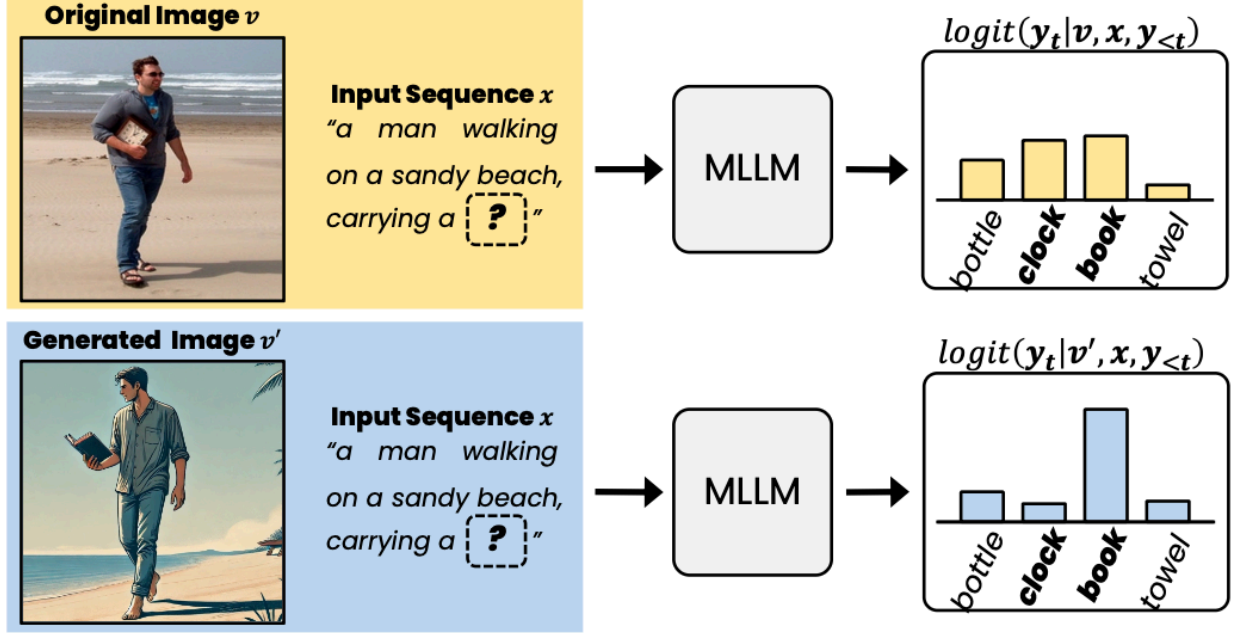 Original Image v
Input Sequence x
“a man walking
on a sandy beach,
carrying a ? ”
MLLM
logit(yₜ|v, x, y<ₜ)
bottle
clock
book
towel
Generated Image v′
Input Sequence x
“a man walking
on a sandy beach,
carrying a ? ”
MLLM
logit(yₜ|v′, x, y<ₜ)
bottle
clock
book
towel